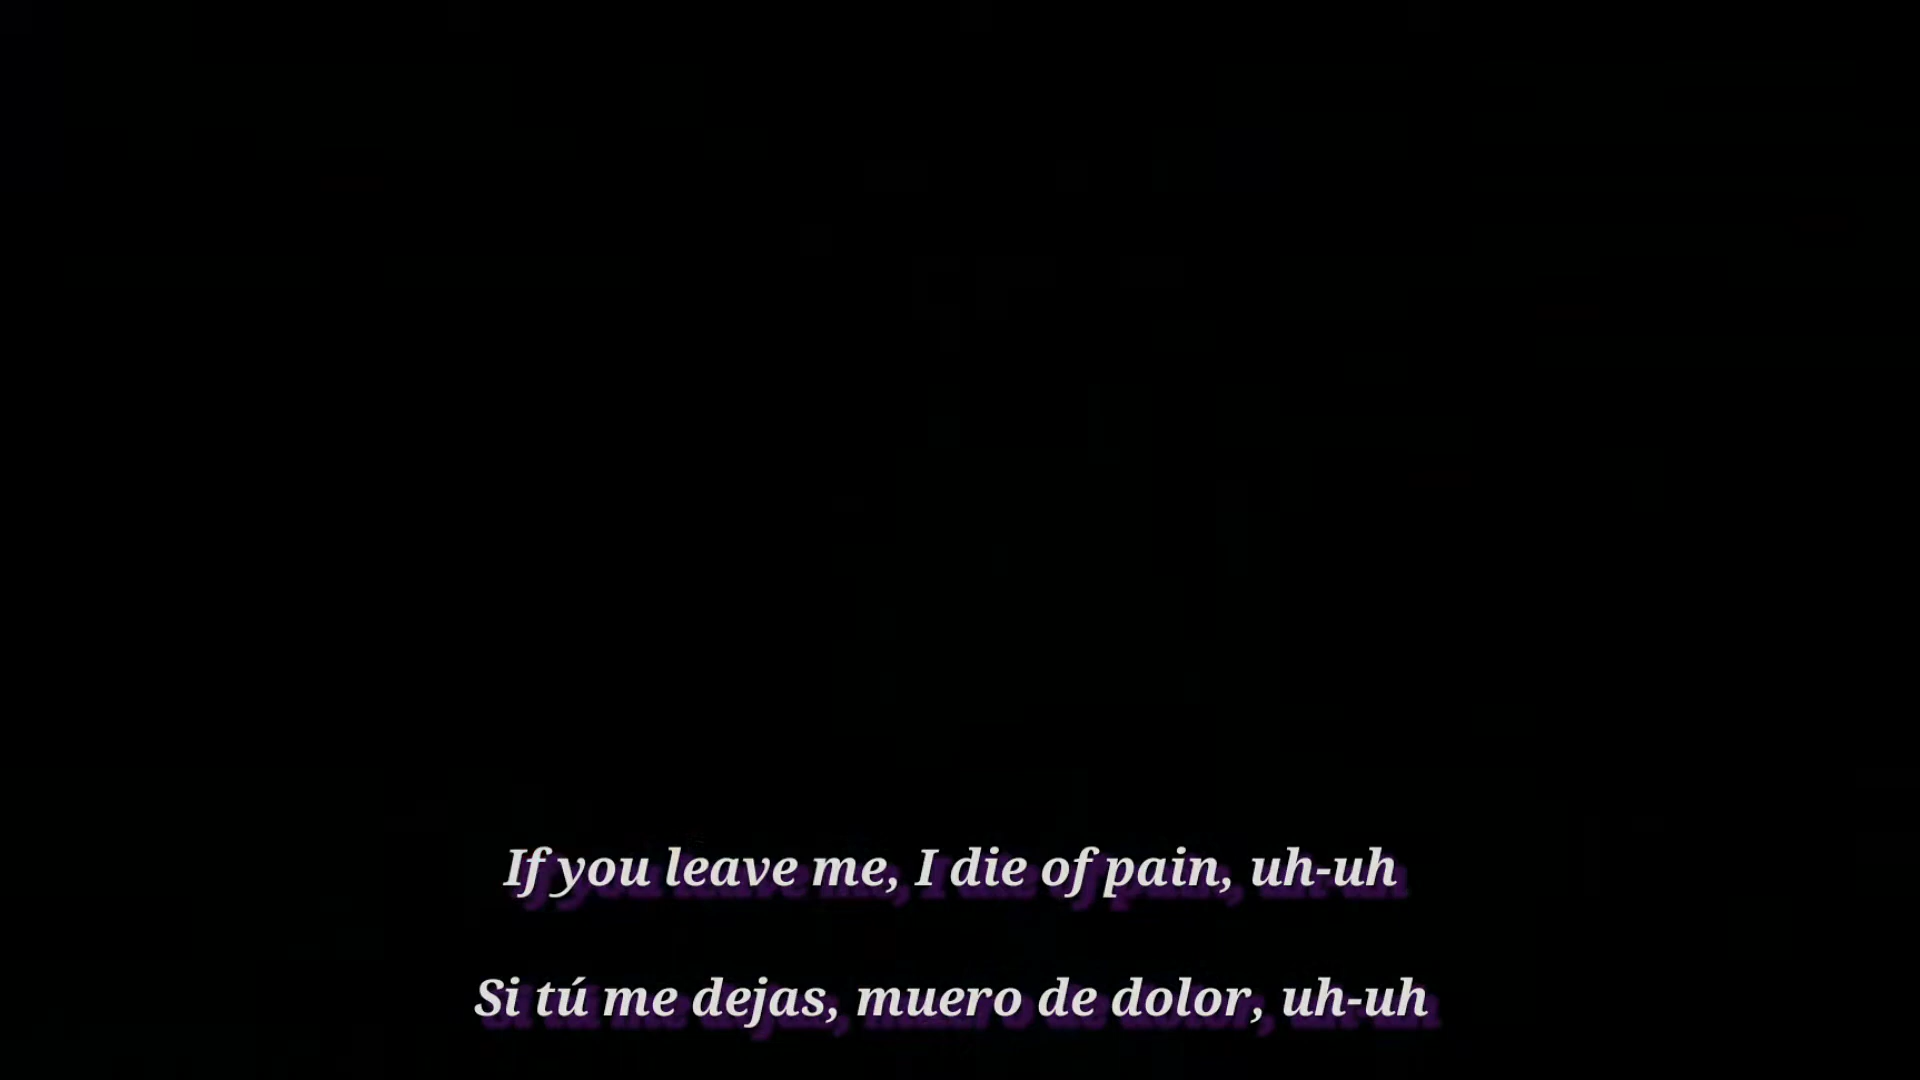 If you leave me, I die of pain, uh-uh
Si tú me dejas, muero de dolor, uh-uh